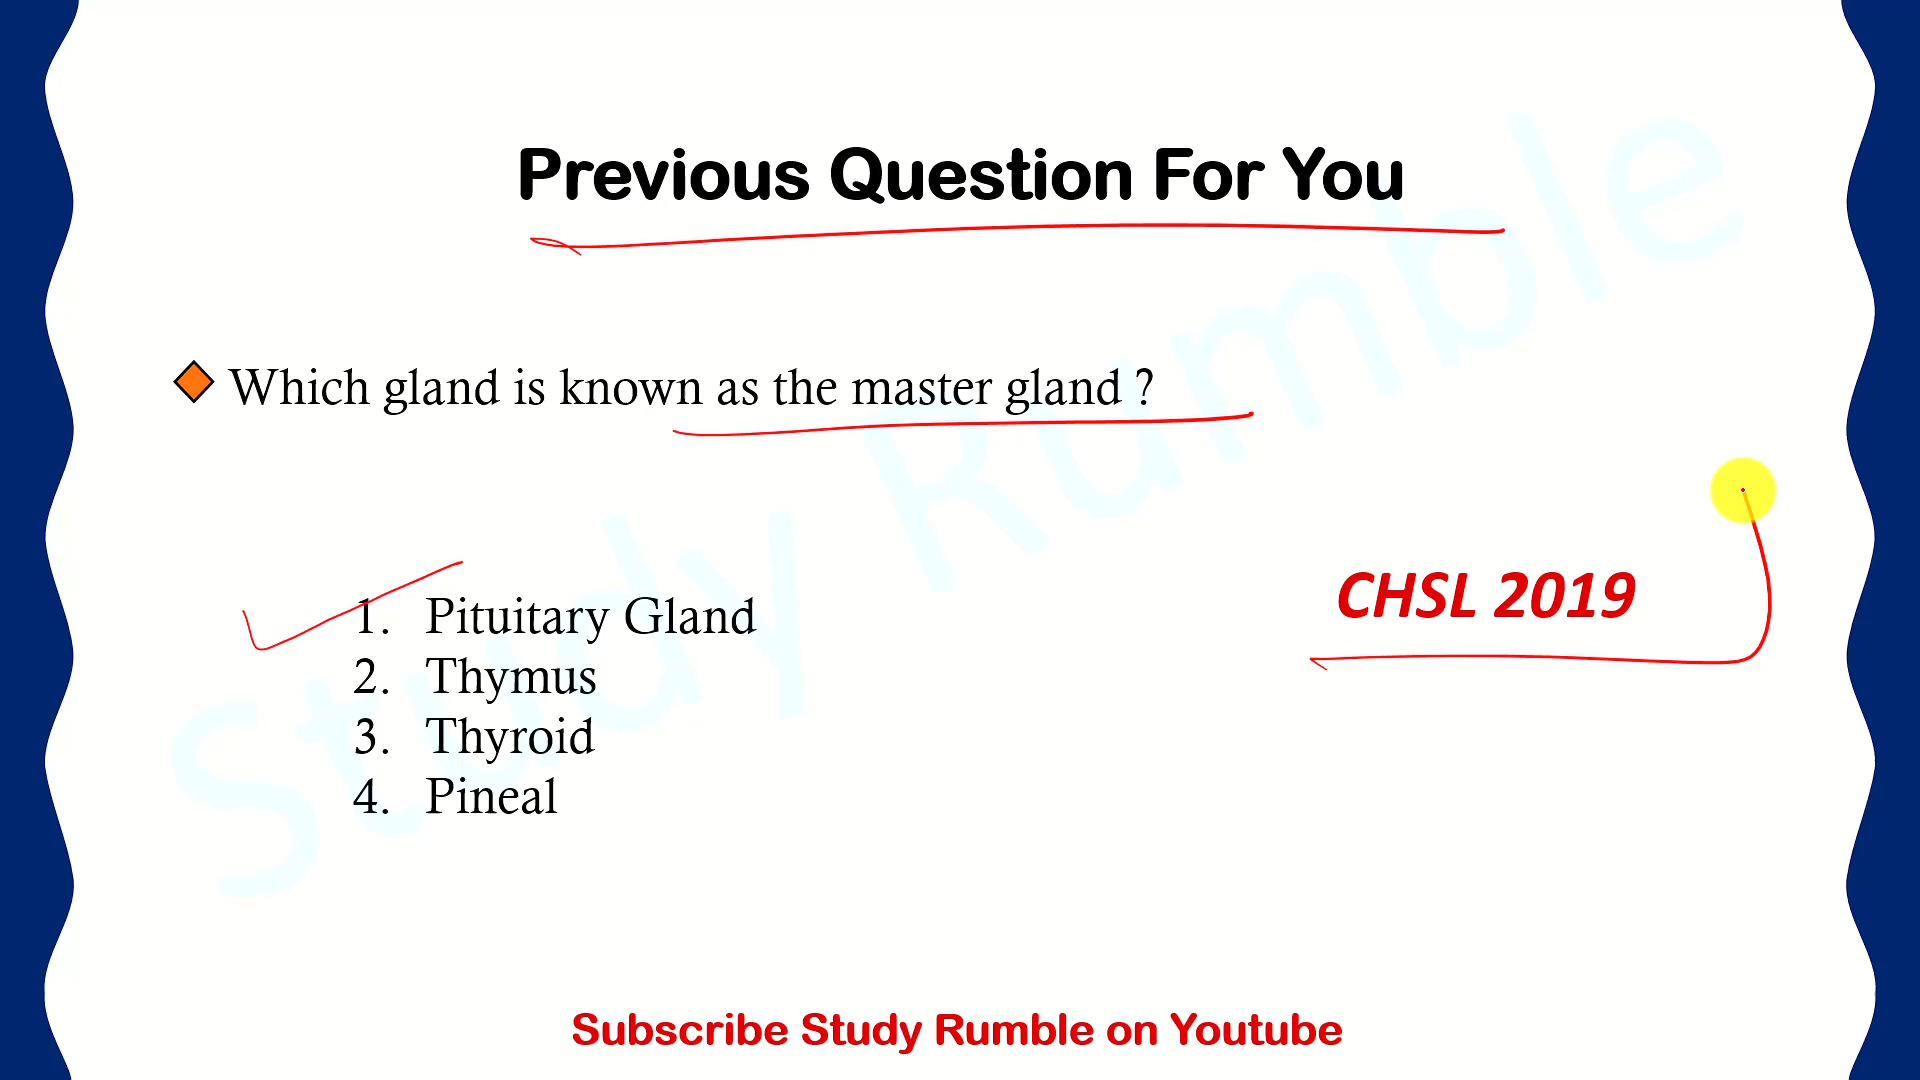 Previous Question For You
Which gland is known as the master gland ?
1. Pituitary Gland
2. Thymus
3. Thyroid
4. Pineal
CHSL 2019
Study Rumble
Subscribe Study Rumble on Youtube